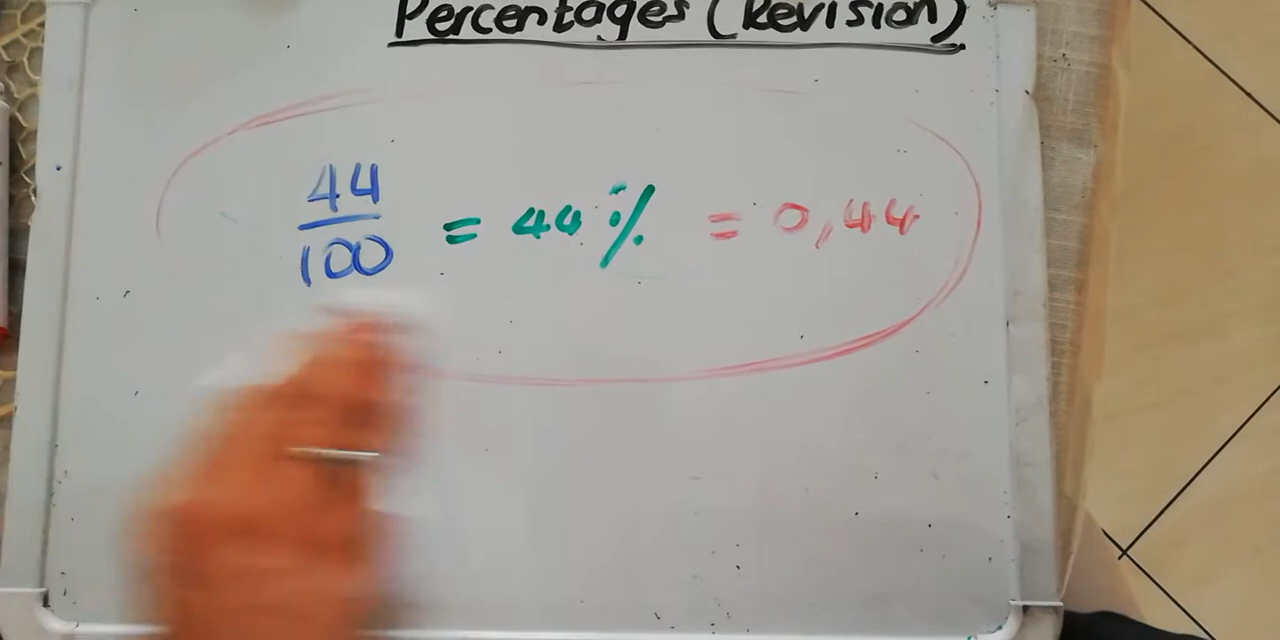 Percentages (Revision)
44/100 = 44% = 0,44